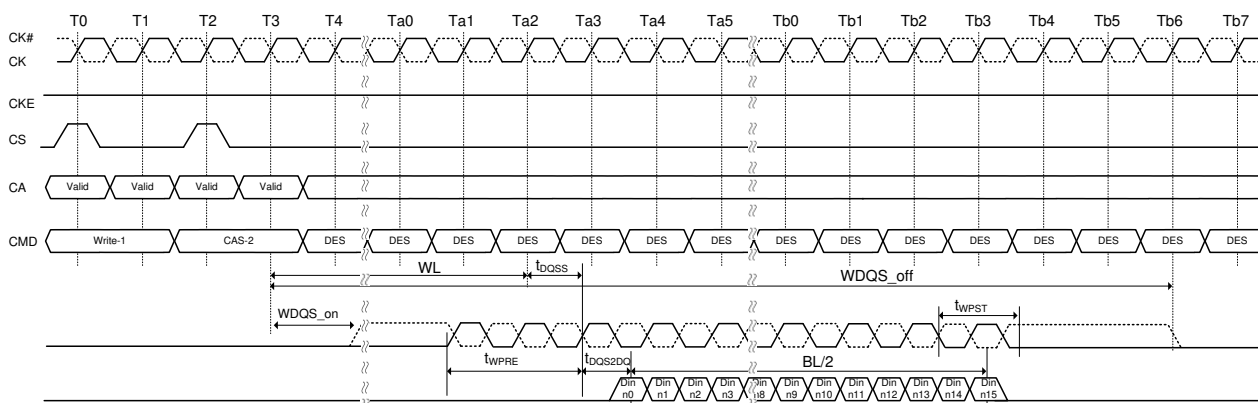 T0 T1 T2 T3 T4 Ta0 Ta1 Ta2 Ta3 Ta4 Ta5 Tb0 Tb1 Tb2 Tb3 Tb4 Tb5 Tb6 Tb7
CK#
CK
CKE
CS
CA Valid Valid Valid Valid
CMD Write-1 CAS-2 DES DES DES DES DES DES DES DES DES DES DES DES DES DES DES
WL tDQSS WDQS_off
WDQS_on tWPST
tWPRE tDQS2DQ BL/2
Din Din Din Din Din Din Din Din Din Din Din Din
n0 n1 n2 n3 n8 n9 n10 n11 n12 n13 n14 n15